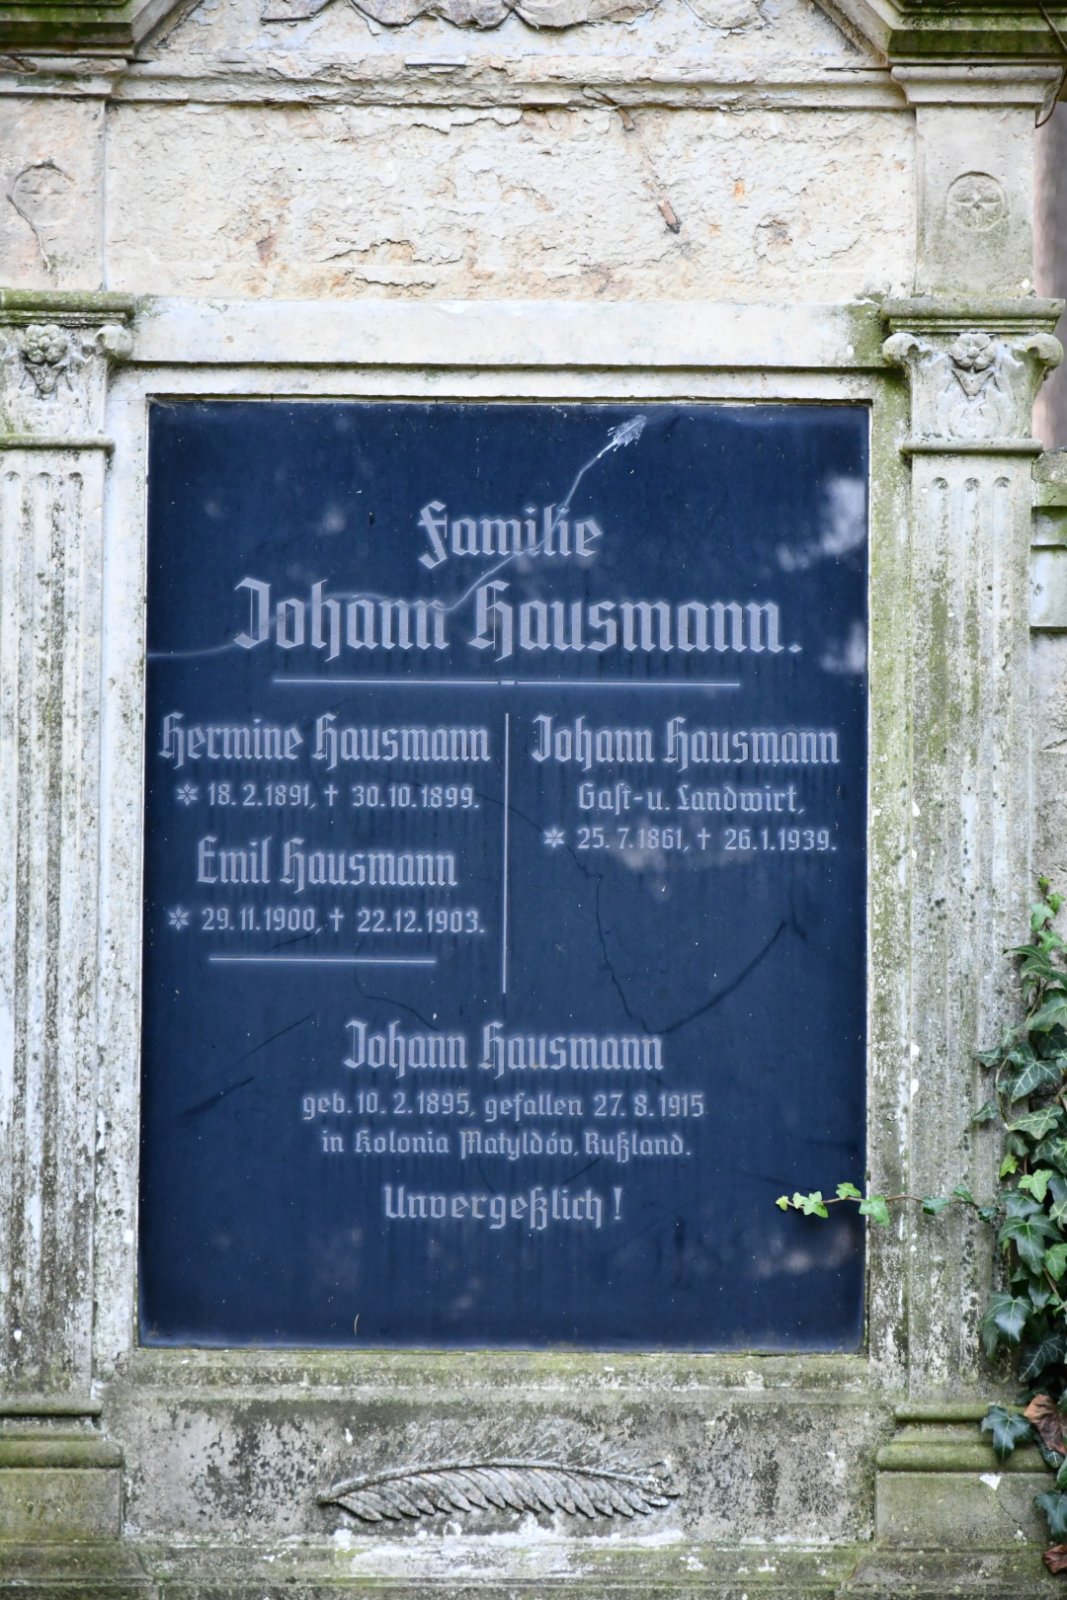 Familie
Johann Hausmann.
Hermine Hausmann
✲ 18.2.1891, † 30.10.1899.
Emil Hausmann
✲ 29.11.1900, † 22.12.1903.
Johann Hausmann
Gaſt-u. Landwirt,
✲ 25.7.1861, † 26.1.1939.
Johann Hausmann
geb. 10.2.1895, gefallen 27.8.1915
in Kolonia Matyldóv, Rußland.
Unvergeßlich!